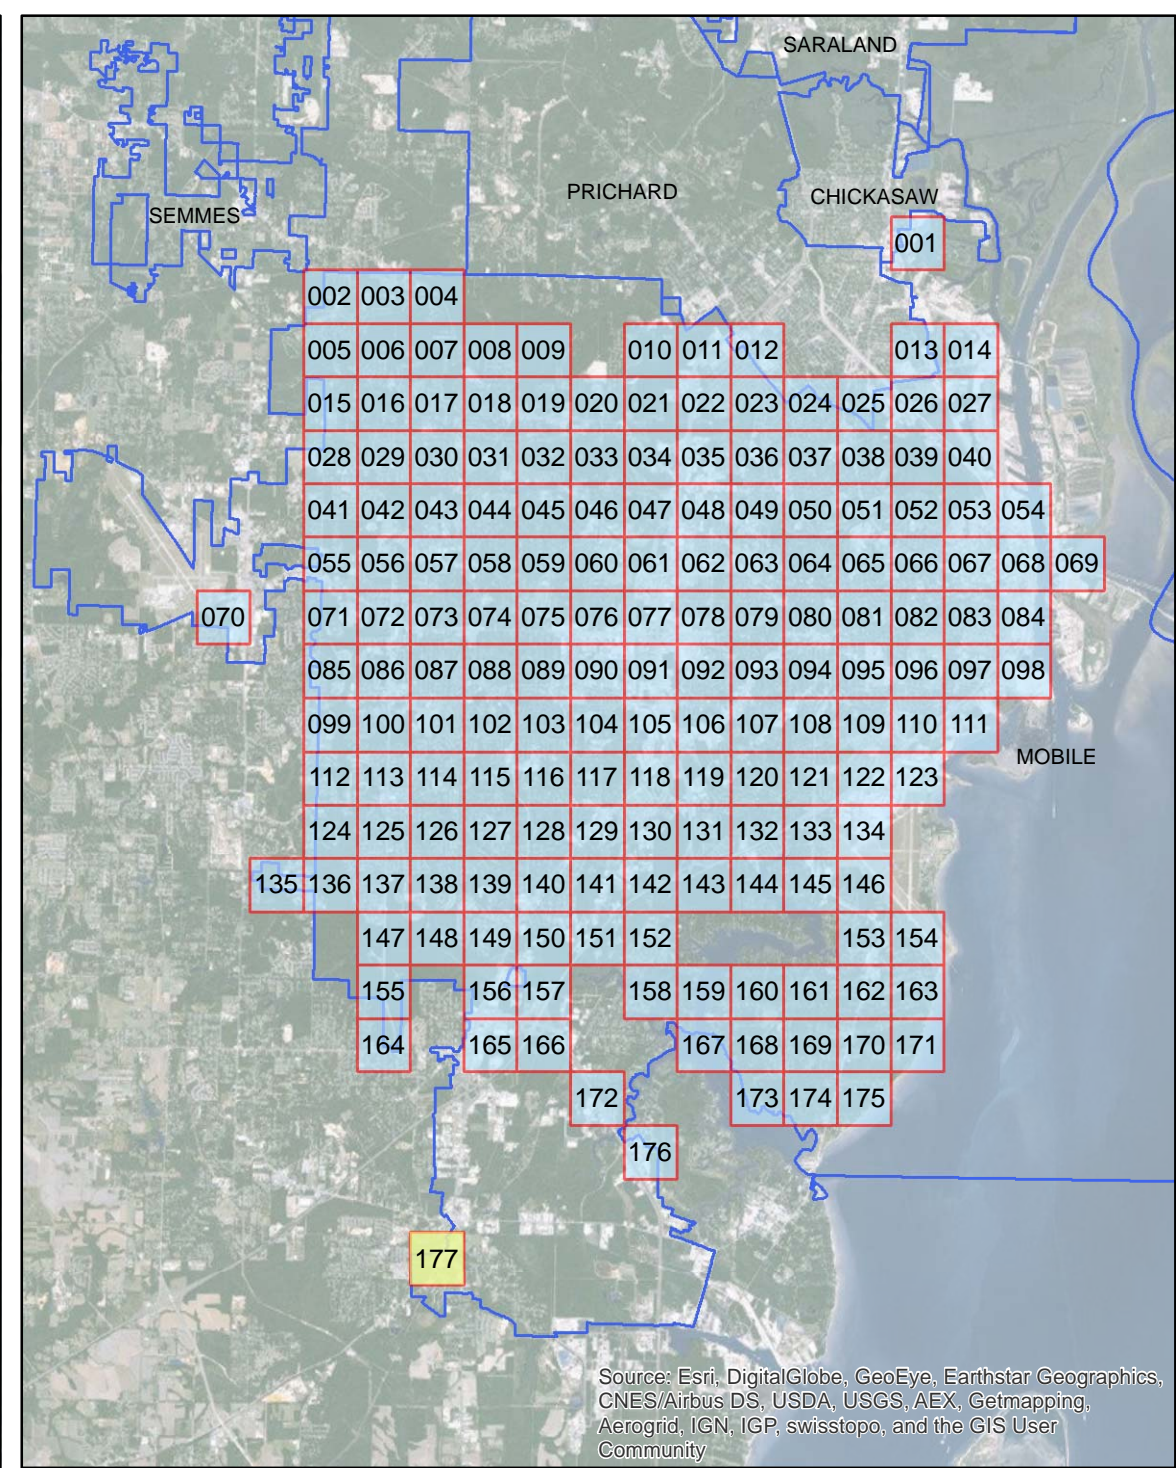 SARALAND
PRICHARD
CHICKASAW
SEMMES
001
002 003 004
005 006 007 008 009 010 011 012 013 014
015 016 017 018 019 020 021 022 023 024 025 026 027
028 029 030 031 032 033 034 035 036 037 038 039 040
041 042 043 044 045 046 047 048 049 050 051 052 053 054
055 056 057 058 059 060 061 062 063 064 065 066 067 068 069
070 071 072 073 074 075 076 077 078 079 080 081 082 083 084
085 086 087 088 089 090 091 092 093 094 095 096 097 098
099 100 101 102 103 104 105 106 107 108 109 110 111
MOBILE
112 113 114 115 116 117 118 119 120 121 122 123
124 125 126 127 128 129 130 131 132 133 134
135 136 137 138 139 140 141 142 143 144 145 146
147 148 149 150 151 152 153 154
155 156 157 158 159 160 161 162 163
164 165 166 167 168 169 170 171
172 173 174 175
176
177
Source: Esri, DigitalGlobe, GeoEye, Earthstar Geographics,
CNES/Airbus DS, USDA, USGS, AEX, Getmapping,
Aerogrid, IGN, IGP, swisstopo, and the GIS User
Community